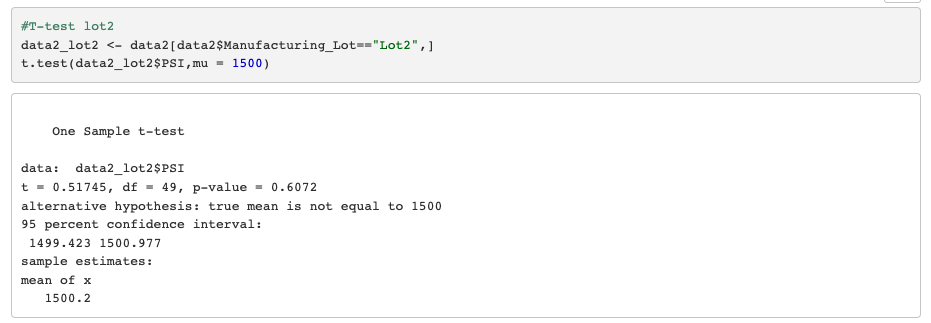 #T-test lot2
data2_lot2 <- data2[data2$Manufacturing_Lot=="Lot2",]
t.test(data2_lot2$PSI,mu = 1500)
One Sample t-test
data:  data2_lot2$PSI
t = 0.51745, df = 49, p-value = 0.6072
alternative hypothesis: true mean is not equal to 1500
95 percent confidence interval:
1499.423 1500.977
sample estimates:
mean of x
1500.2